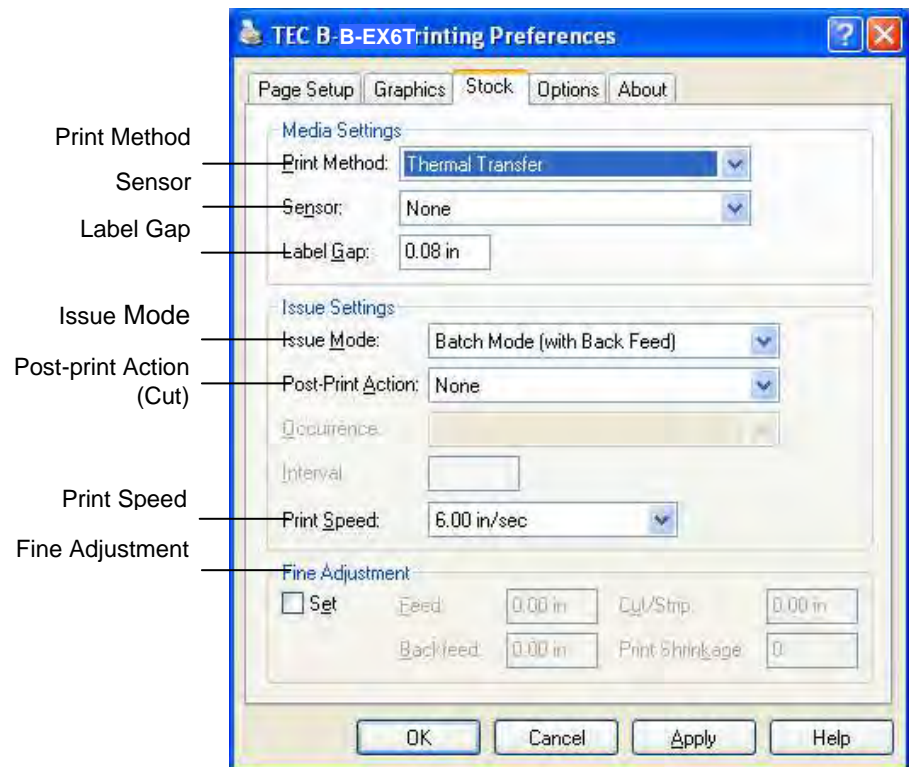 TEC B-B-EX6Trinting Preferences
Page Setup Graphics Stock Options About
Print Method
Sensor
Label Gap
Media Settings
Print Method: Thermal Transfer
Sensor: None
Label Gap: 0.08 in
Issue Mode
Post-print Action
(Cut)
Issue Settings
Issue Mode: Batch Mode (with Back Feed)
Post-Print Action: None
Occurrence:
Interval:
Print Speed
Print Speed: 6.00 in/sec
Fine Adjustment
Fine Adjustment
Set Feed: 0.00 in Cut/Strip: 0.00 in
Backfeed: 0.00 in Print Shrinkage: 0
OK Cancel Apply Help